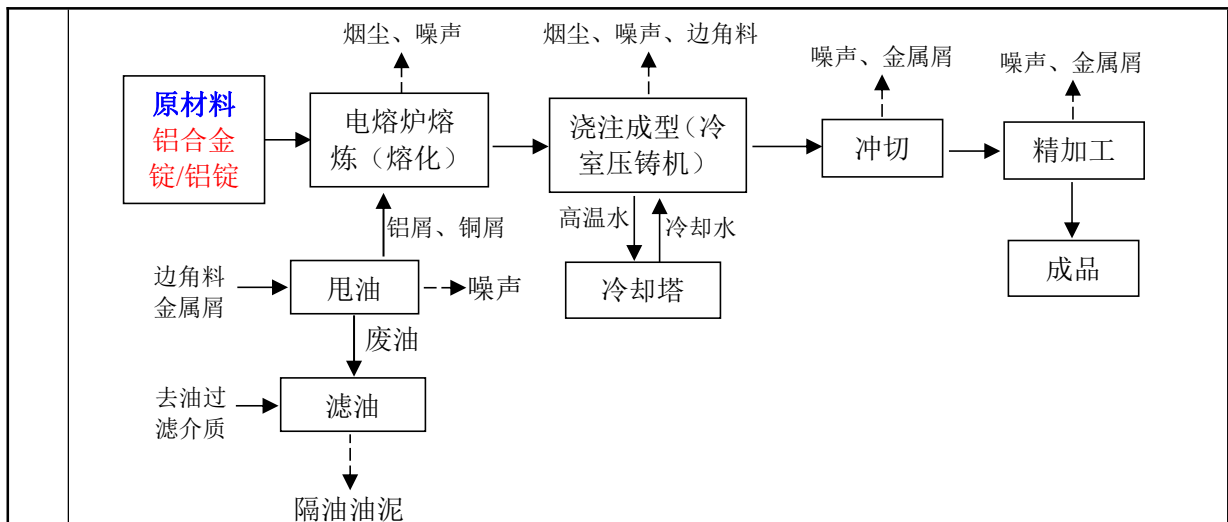 烟尘、噪声
烟尘、噪声、边角料
噪声、金属屑
噪声、金属屑
原材料
铝合金
锭/铝锭
电熔炉熔
炼（熔化）
浇注成型（冷
室压铸机）
冲切
精加工
铝屑、铜屑
高温水
冷却水
边角料
金属屑
甩油
噪声
冷却塔
成品
废油
去油过
滤介质
滤油
隔油油泥